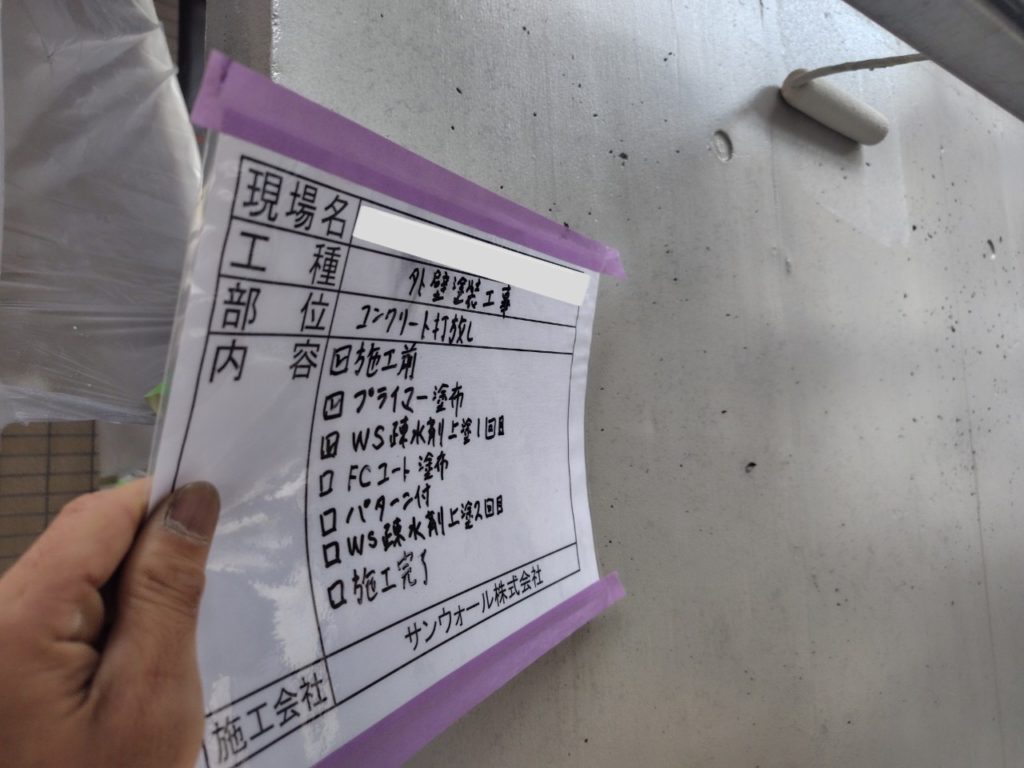 現場名
工種 外壁塗装工事
部位 コンクリート打放し
内容 ☑施工前
☑プライマー塗布
☑WS疎水剤上塗1回目
☐FCコート塗布
☐パターン付
☐WS疎水剤上塗2回目
☐施工完了
施工会社 サンウォール株式会社